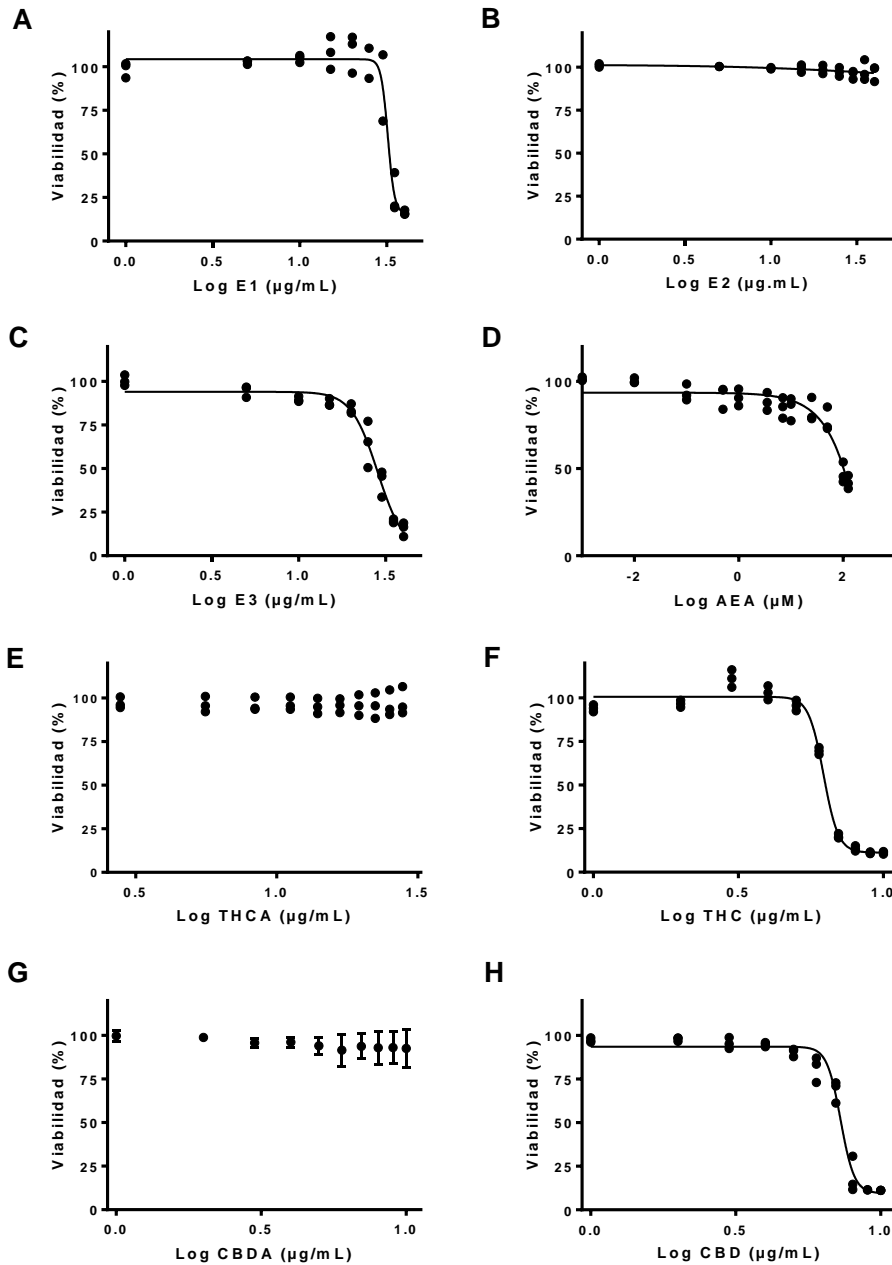 A
Viabilidad (%)
100
75
50
25
0
0.0 0.5 1.0 1.5
Log E1 (µg/mL)
B
Viabilidad (%)
100
75
50
25
0
0.0 0.5 1.0 1.5
Log E2 (µg.mL)
C
Viabilidad (%)
100
75
50
25
0
0.0 0.5 1.0 1.5
Log E3 (µg/mL)
D
Viabilidad (%)
100
75
50
25
0
-2 0 2
Log AEA (µM)
E
Viabilidad (%)
100
75
50
25
0
0.5 1.0 1.5
Log THCA (µg/mL)
F
Viabilidad (%)
100
75
50
25
0
0.0 0.5 1.0
Log THC (µg/mL)
G
Viabilidad (%)
100
75
50
25
0
0.0 0.5 1.0
Log CBDA (µg/mL)
H
Viabilidad (%)
100
75
50
25
0
0.0 0.5 1.0
Log CBD (µg/mL)